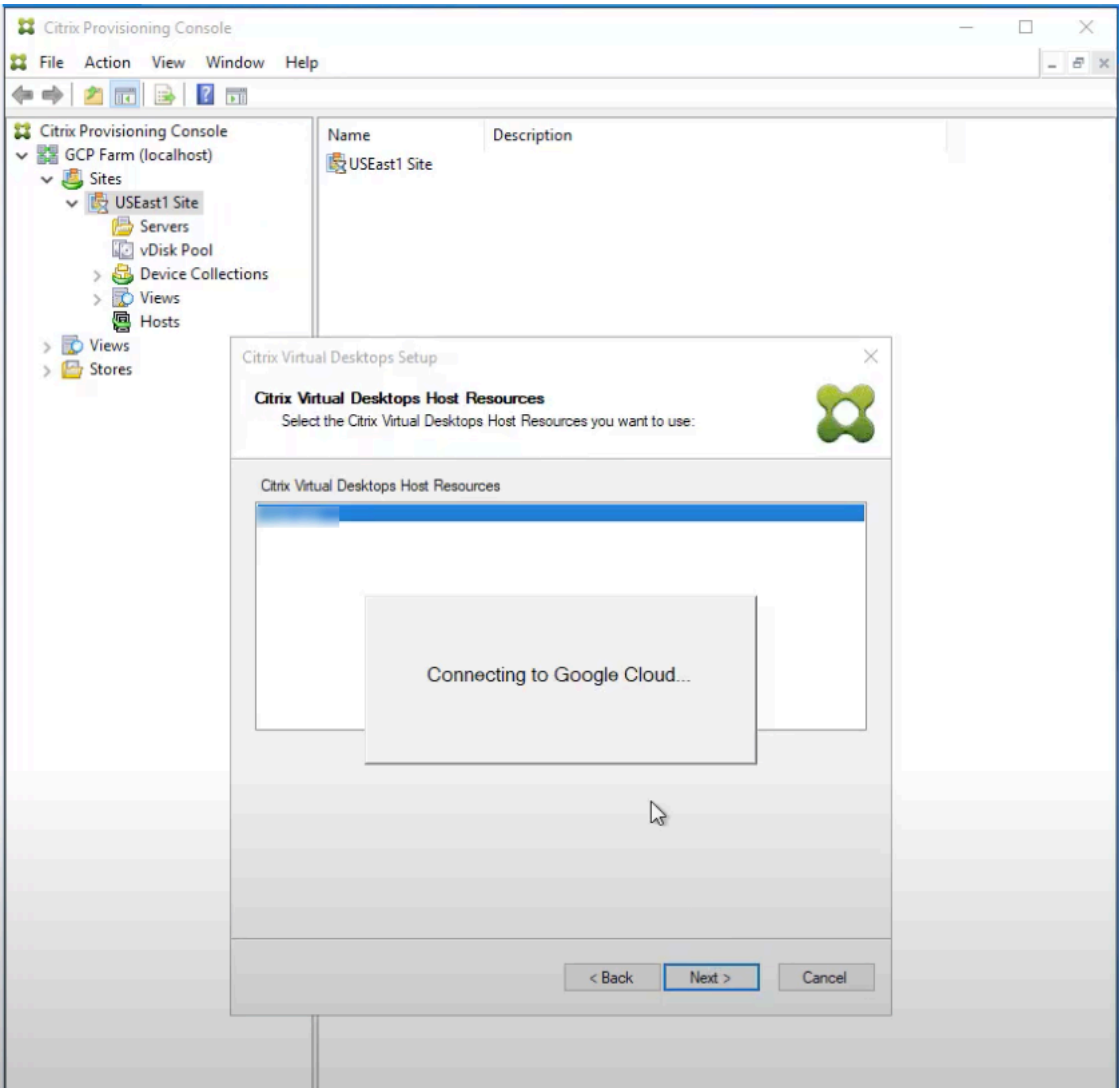 Citrix Provisioning Console
File Action View Window Help
Citrix Provisioning Console
GCP Farm (localhost)
Sites
USEast1 Site
Servers
vDisk Pool
Device Collections
Views
Hosts
Views
Stores
Name Description
USEast1 Site
Citrix Virtual Desktops Setup
Citrix Virtual Desktops Host Resources
Select the Citrix Virtual Desktops Host Resources you want to use:
Citrix Virtual Desktops Host Resources
Connecting to Google Cloud...
< Back Next > Cancel